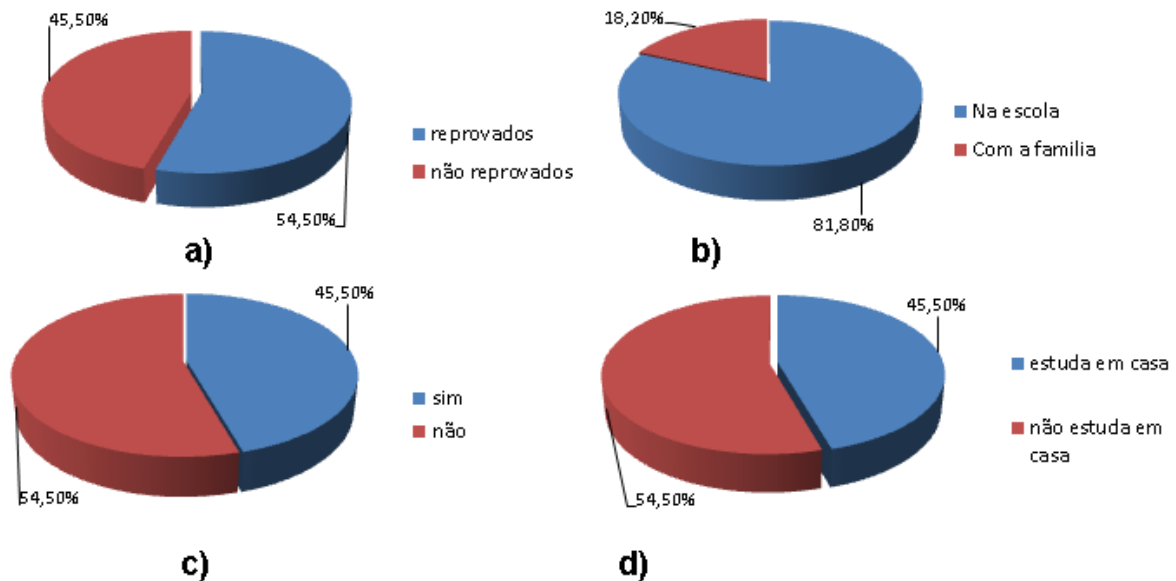 45,50%
reprovados
não reprovados
54,50%
a)
18,20%
Na escola
Com a familia
81,80%
b)
45,50%
sim
não
54,50%
c)
45,50%
estuda em casa
não estuda em
casa
54,50%
d)